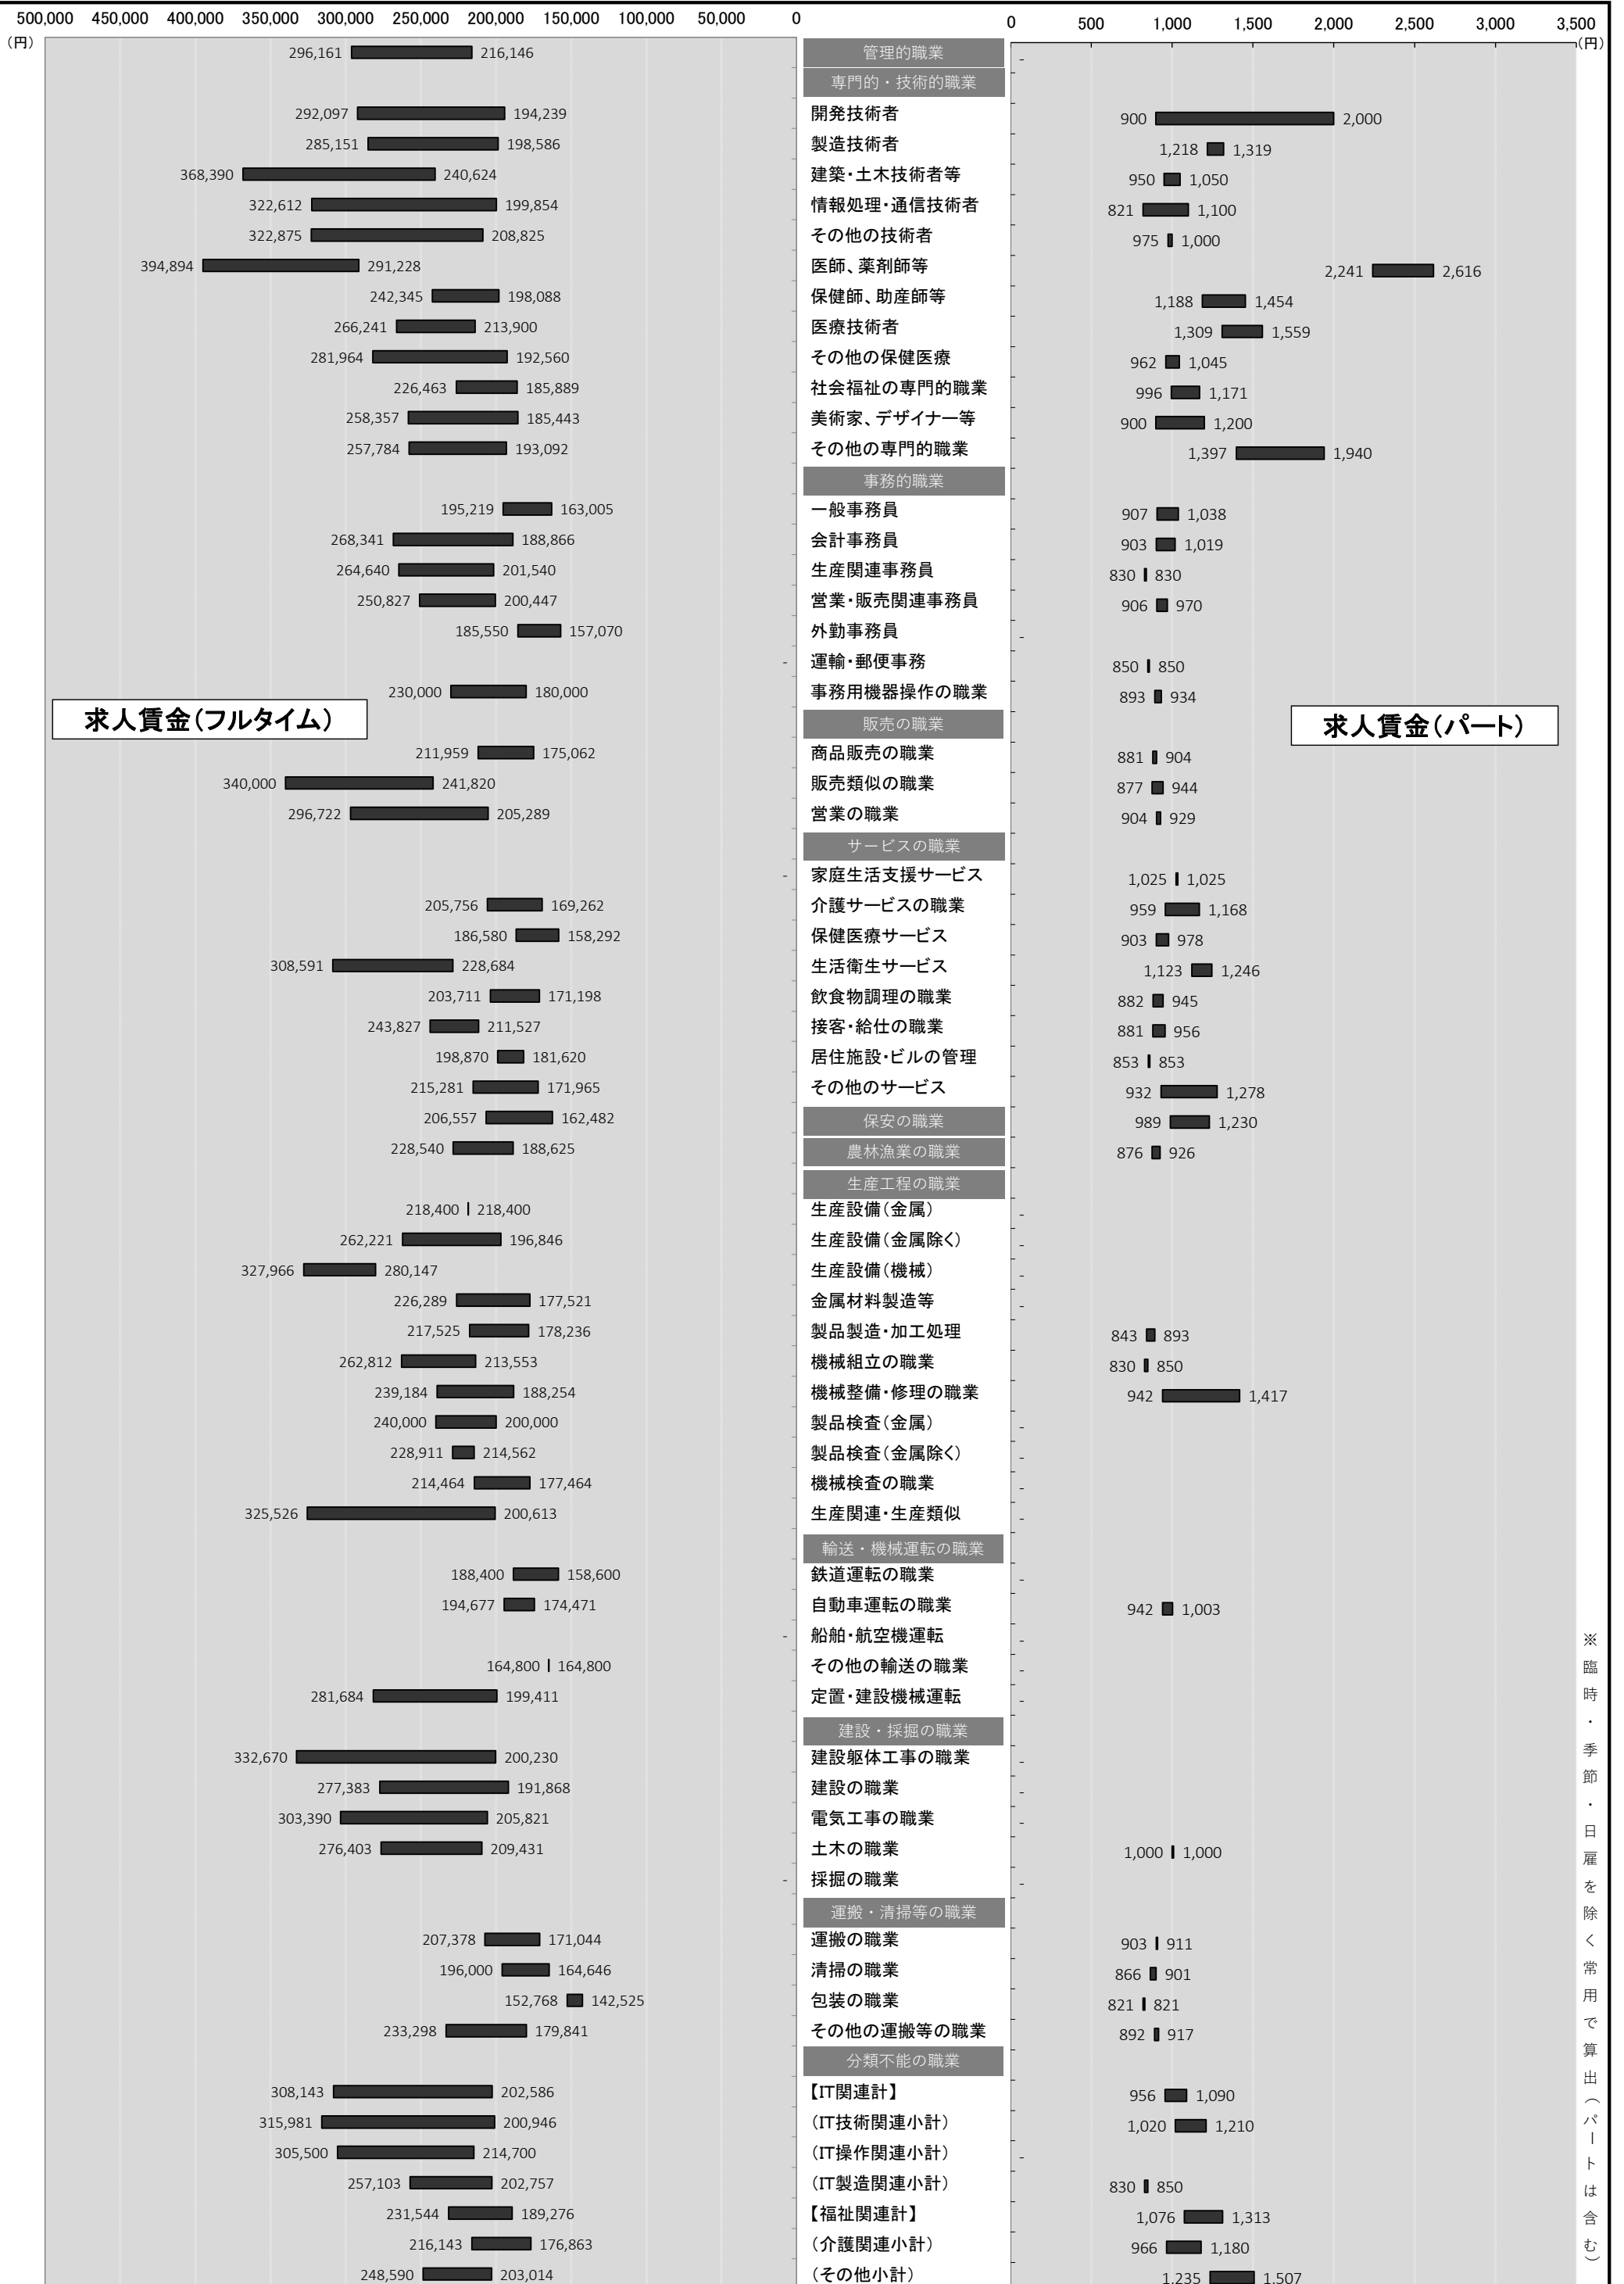 500,000 450,000 400,000 350,000 300,000 250,000 200,000 150,000 100,000 50,000 0 0 500 1,000 1,500 2,000 2,500 3,000 3,500
(円) (円)
296,161 216,146 管理的職業 -
専門的・技術的職業
292,097 194,239 開発技術者 900 2,000
285,151 198,586 製造技術者 1,218 1,319
368,390 240,624 建築・土木技術者等 950 1,050
322,612 199,854 情報処理・通信技術者 821 1,100
322,875 208,825 その他の技術者 975 1,000
394,894 291,228 医師、薬剤師等 2,241 2,616
242,345 198,088 保健師、助産師等 1,188 1,454
266,241 213,900 医療技術者 1,309 1,559
281,964 192,560 その他の保健医療 962 1,045
226,463 185,889 社会福祉の専門的職業 996 1,171
258,357 185,443 美術家、デザイナー等 900 1,200
257,784 193,092 その他の専門的職業 1,397 1,940
事務的職業
195,219 163,005 一般事務員 907 1,038
268,341 188,866 会計事務員 903 1,019
264,640 201,540 生産関連事務員 830 830
250,827 200,447 営業・販売関連事務員 906 970
185,550 157,070 外勤事務員 -
- 運輸・郵便事務 850 850
230,000 180,000 事務用機器操作の職業 893 934
求人賃金(フルタイム) 販売の職業 求人賃金(パート)
211,959 175,062 商品販売の職業 881 904
340,000 241,820 販売類似の職業 877 944
296,722 205,289 営業の職業 904 929
サービスの職業
- 家庭生活支援サービス 1,025 1,025
205,756 169,262 介護サービスの職業 959 1,168
186,580 158,292 保健医療サービス 903 978
308,591 228,684 生活衛生サービス 1,123 1,246
203,711 171,198 飲食物調理の職業 882 945
243,827 211,527 接客・給仕の職業 881 956
198,870 181,620 居住施設・ビルの管理 853 853
215,281 171,965 その他のサービス 932 1,278
206,557 162,482 保安の職業 989 1,230
228,540 188,625 農林漁業の職業 876 926
生産工程の職業
218,400 218,400 生産設備(金属) -
262,221 196,846 生産設備(金属除く) -
327,966 280,147 生産設備(機械) -
226,289 177,521 金属材料製造等 -
217,525 178,236 製品製造・加工処理 843 893
262,812 213,553 機械組立の職業 830 850
239,184 188,254 機械整備・修理の職業 942 1,417
240,000 200,000 製品検査(金属) -
228,911 214,562 製品検査(金属除く) -
214,464 177,464 機械検査の職業 -
325,526 200,613 生産関連・生産類似 -
輸送・機械運転の職業
188,400 158,600 鉄道運転の職業 -
194,677 174,471 自動車運転の職業 942 1,003
- 船舶・航空機運転 -
164,800 164,800 その他の輸送の職業 -
281,684 199,411 定置・建設機械運転 -
建設・採掘の職業
332,670 200,230 建設躯体工事の職業 -
277,383 191,868 建設の職業 -
303,390 205,821 電気工事の職業 -
276,403 209,431 土木の職業 1,000 1,000
- 採掘の職業 -
運搬・清掃等の職業
207,378 171,044 運搬の職業 903 911
196,000 164,646 清掃の職業 866 901
152,768 142,525 包装の職業 821 821
233,298 179,841 その他の運搬等の職業 892 917
分類不能の職業
308,143 202,586 【IT関連計】 956 1,090
315,981 200,946 (IT技術関連小計) 1,020 1,210
305,500 214,700 (IT操作関連小計) -
257,103 202,757 (IT製造関連小計) 830 850
231,544 189,276 【福祉関連計】 1,076 1,313
216,143 176,863 (介護関連小計) 966 1,180
248,590 203,014 (その他小計) 1,235 1,507
※臨時・季節・日雇を除く常用で算出(パートは含む)